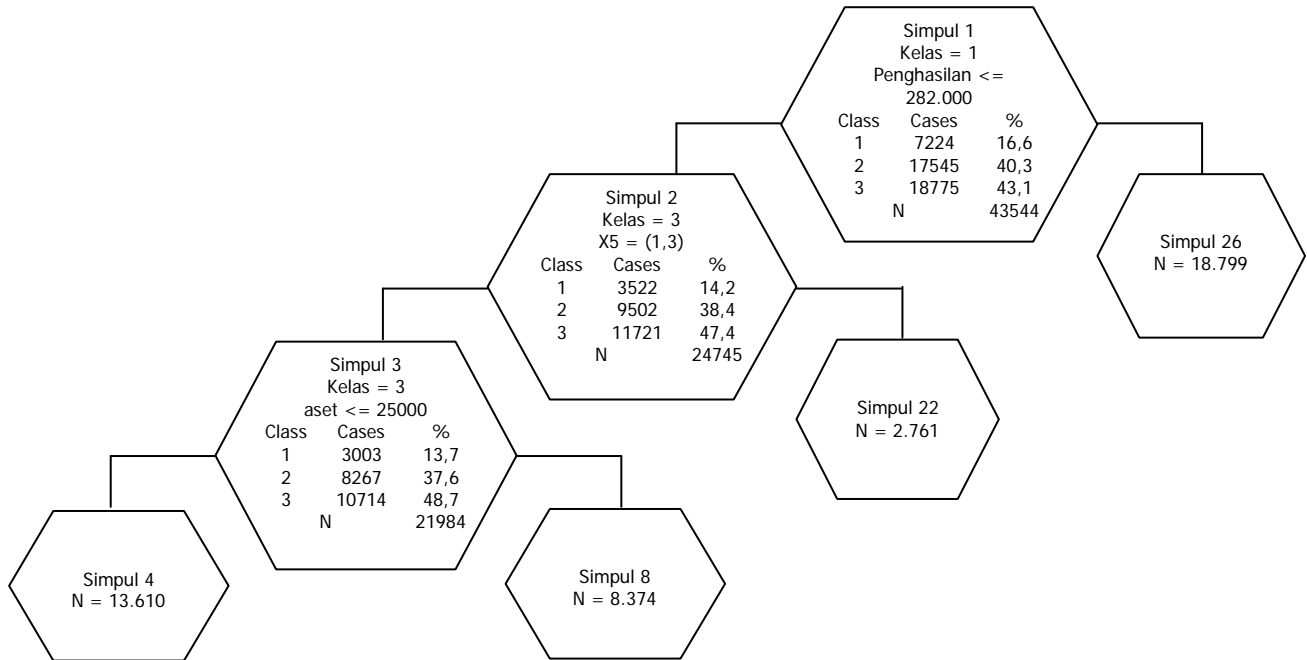 Simpul 1
Kelas = 1
Penghasilan <=
282.000
Class Cases %
1 7224 16,6
2 17545 40,3
3 18775 43,1
N 43544
Simpul 2
Kelas = 3
X5 = (1,3)
Class Cases %
1 3522 14,2
2 9502 38,4
3 11721 47,4
N 24745
Simpul 26
N = 18.799
Simpul 3
Kelas = 3
aset <= 25000
Class Cases %
1 3003 13,7
2 8267 37,6
3 10714 48,7
N 21984
Simpul 22
N = 2.761
Simpul 4
N = 13.610
Simpul 8
N = 8.374